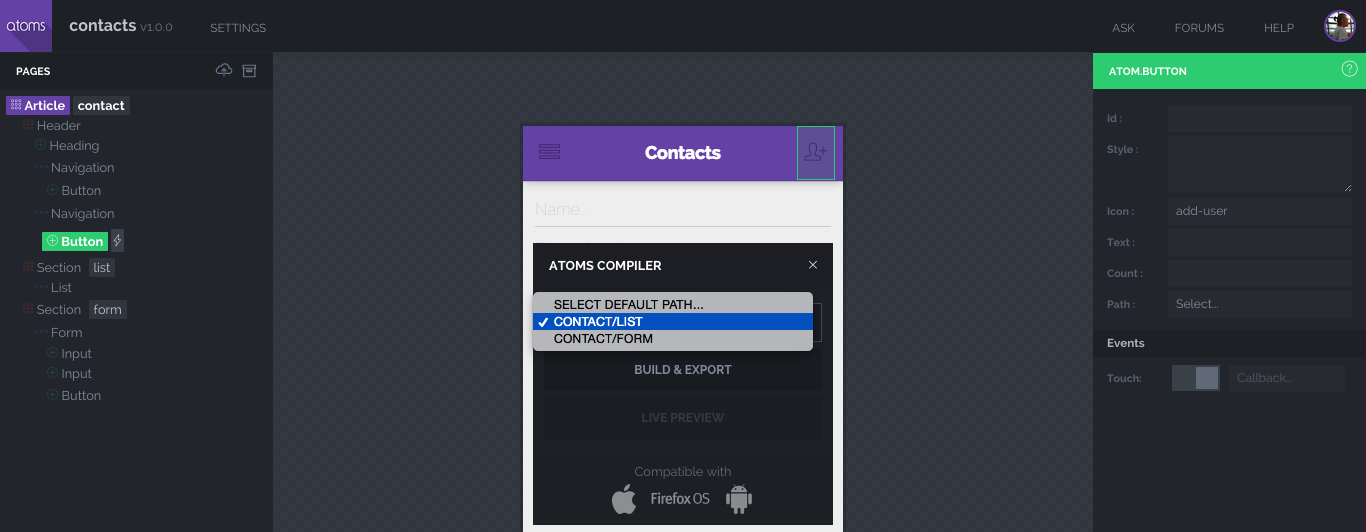 atoms
contacts v1.0.0
SETTINGS
ASK
FORUMS
HELP
PAGES
Article contact
Header
Heading
Navigation
Button
Navigation
Button
Section list
List
Section form
Form
Input
Input
Button
Contacts
Name...
ATOMS COMPILER
SELECT DEFAULT PATH...
CONTACT/LIST
CONTACT/FORM
BUILD & EXPORT
LIVE PREVIEW
Compatible with
Firefox OS
ATOM.BUTTON
Id :
Style :
Icon : add-user
Text :
Count :
Path : Select...
Events
Touch: Callback...